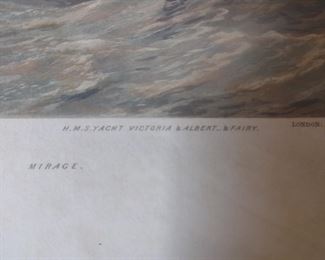 H.M.S. YACHT VICTORIA & ALBERT, & FAIRY.
LONDON.
MIRAGE.